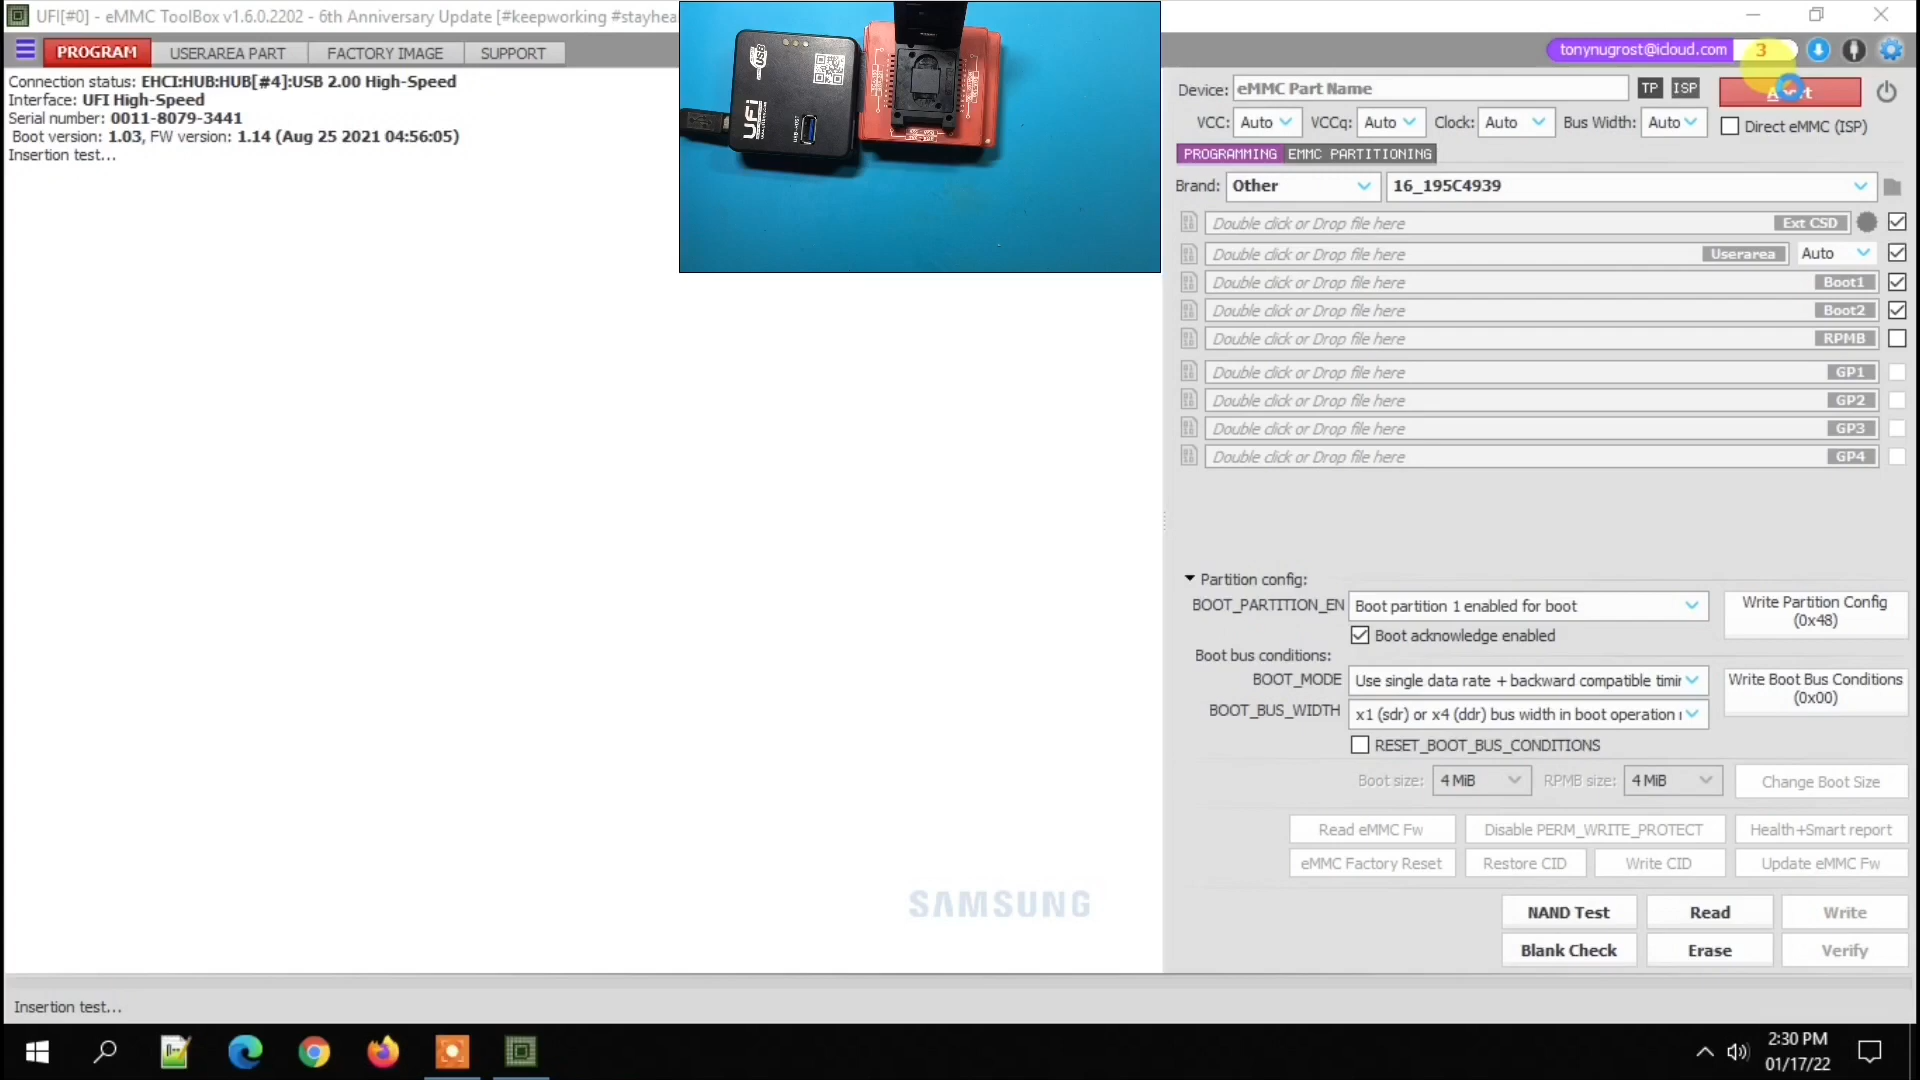 UFI[#0] - eMMC ToolBox v1.6.0.2202 - 6th Anniversary Update [#keepworking #stayhea
PROGRAM USERAREA PART FACTORY IMAGE SUPPORT
tonynugrost@icloud.com 3
Connection status: EHCI:HUB:HUB[#4]:USB 2.00 High-Speed
Interface: UFI High-Speed
Serial number: 0011-8079-3441
Boot version: 1.03, FW version: 1.14 (Aug 25 2021 04:56:05)
Insertion test...
UFI
USB
Device: eMMC Part Name TP ISP
VCC: Auto VCCq: Auto Clock: Auto Bus Width: Auto Direct eMMC (ISP)
PROGRAMMING EMMC PARTITIONING
Brand: Other 16_195C4939
Double click or Drop file here Ext CSD
Double click or Drop file here Userarea Auto
Double click or Drop file here Boot1
Double click or Drop file here Boot2
Double click or Drop file here RPMB
Double click or Drop file here GP1
Double click or Drop file here GP2
Double click or Drop file here GP3
Double click or Drop file here GP4
Partition config:
BOOT_PARTITION_EN Boot partition 1 enabled for boot Write Partition Config
(0x48)
Boot acknowledge enabled
Boot bus conditions:
BOOT_MODE Use single data rate + backward compatible timir Write Boot Bus Conditions
(0x00)
BOOT_BUS_WIDTH x1 (sdr) or x4 (ddr) bus width in boot operation
RESET_BOOT_BUS_CONDITIONS
Boot size: 4 MiB RPMB size: 4 MiB Change Boot Size
Read eMMC Fw Disable PERM_WRITE_PROTECT Health+Smart report
eMMC Factory Reset Restore CID Write CID Update eMMC Fw
SAMSUNG
NAND Test Read Write
Blank Check Erase Verify
Insertion test...
2:30 PM
01/17/22